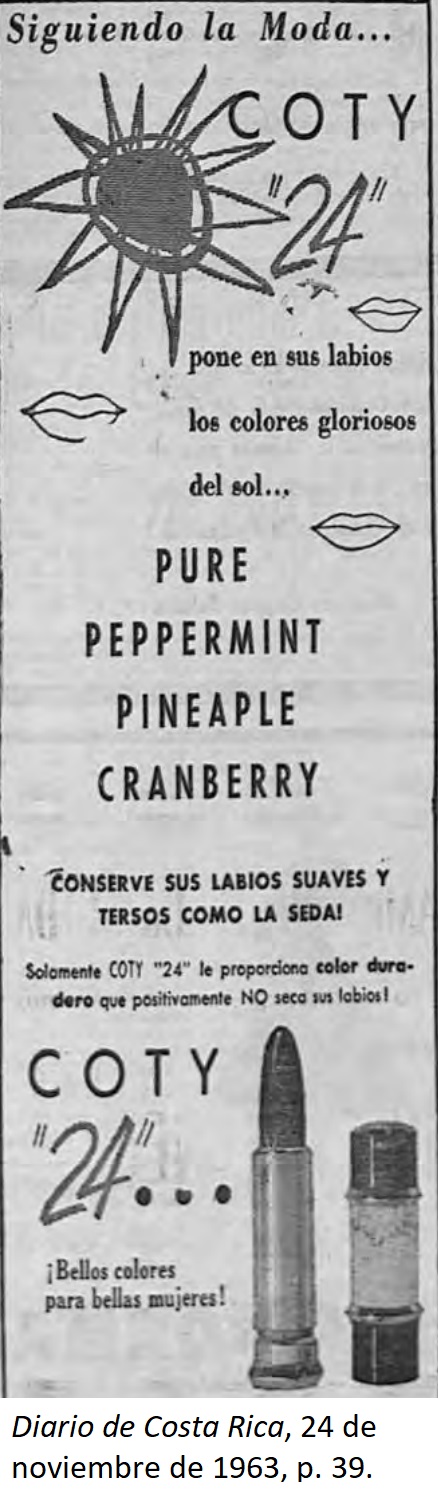 Siguiendo la Moda...
COTY
"24"
pone en sus labios
los colores gloriosos
del sol...
PURE
PEPPERMINT
PINEAPLE
CRANBERRY
CONSERVE SUS LABIOS SUAVES Y
TERSOS COMO LA SEDA!
Solamente COTY "24" le proporciona color dura-
dero que positivamente NO seca sus labios!
COTY
"24"...
¡Bellos colores
para bellas mujeres!
Diario de Costa Rica, 24 de
noviembre de 1963, p. 39.